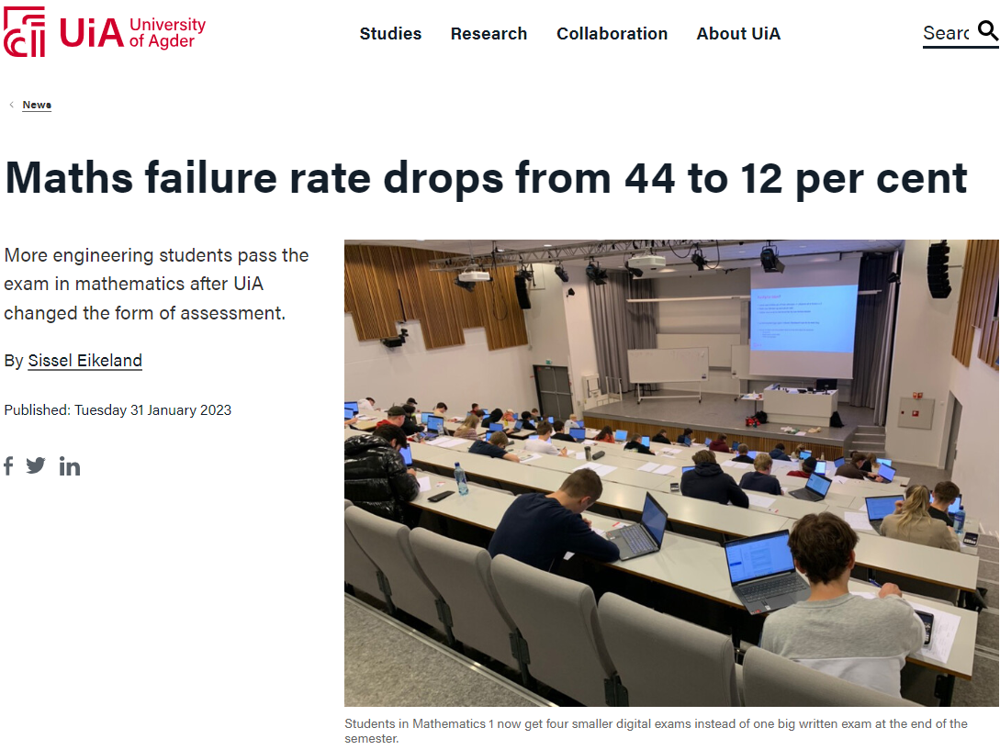 UiA University
of Agder
Studies Research Collaboration About UiA
Searc
News
Maths failure rate drops from 44 to 12 per cent
More engineering students pass the
exam in mathematics after UiA
changed the form of assessment.
By Sissel Eikeland
Published: Tuesday 31 January 2023
Students in Mathematics 1 now get four smaller digital exams instead of one big written exam at the end of the
semester.